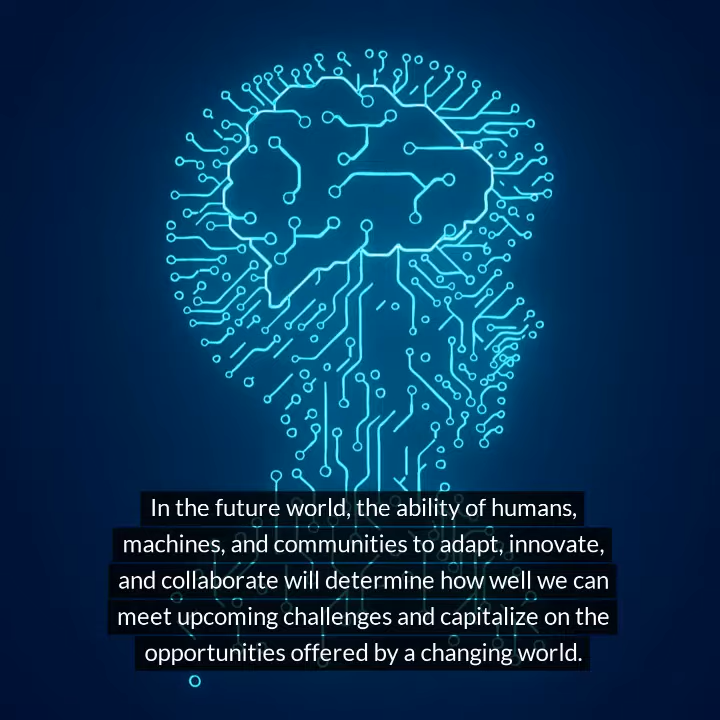 In the future world, the ability of humans,
machines, and communities to adapt, innovate,
and collaborate will determine how well we can
meet upcoming challenges and capitalize on the
opportunities offered by a changing world.